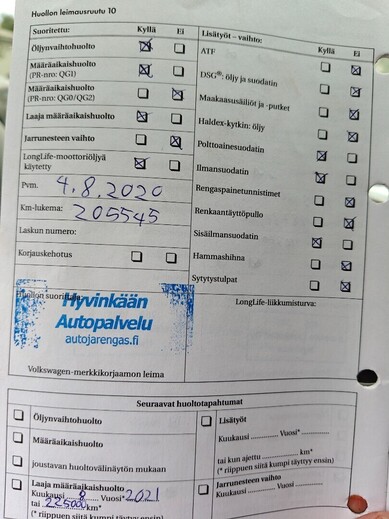 Huollon leimausruutu 10
Suoritettu: Kyllä Ei
Öljynvaihtohuolto
Määräaikaishuolto
(PR-nro: QG1)
Määräaikaishuolto
(PR-nro: QG0/QG2)
Laaja määräaikaishuolto
Jarrunesteen vaihto
LongLife-moottoriöljyä
käytetty
Pvm. 4.8.2020
Km-lukema: 205545
Laskun numero:
Korjauskehotus
Huollon suorittaja:
Hyvinkään
Autopalvelu
autojarengas.fi
Volkswagen-merkkikorjaamon leima
Lisätyöt – vaihto: Kyllä Ei
ATF
DSG®: öljy ja suodatin
Maakaasusäiliöt ja -putket
Haldex-kytkin: öljy
Polttoainesuodatin
Ilmansuodatin
Rengaspainetunnistimet
Renkaantäyttöpullo
Sisäilmansuodatin
Hammashihna
Sytytystulpat
LongLife-liikkumisturva:
Seuraavat huoltotapahtumat
Öljynvaihtohuolto
Määräaikaishuolto
joustavan huoltovälinäytön mukaan
Laaja määräaikaishuolto
Kuukausi 8 Vuosi* 2021
tai 225000 km*
(* riippuen siitä kumpi täyttyy ensin)
Lisätyöt
Kuukausi ............ Vuosi* ............
tai kun ajettu ............ km*
(* riippuen siitä kumpi täyttyy ensin)
Jarrunesteen vaihto
Kuukausi ............ Vuosi ............